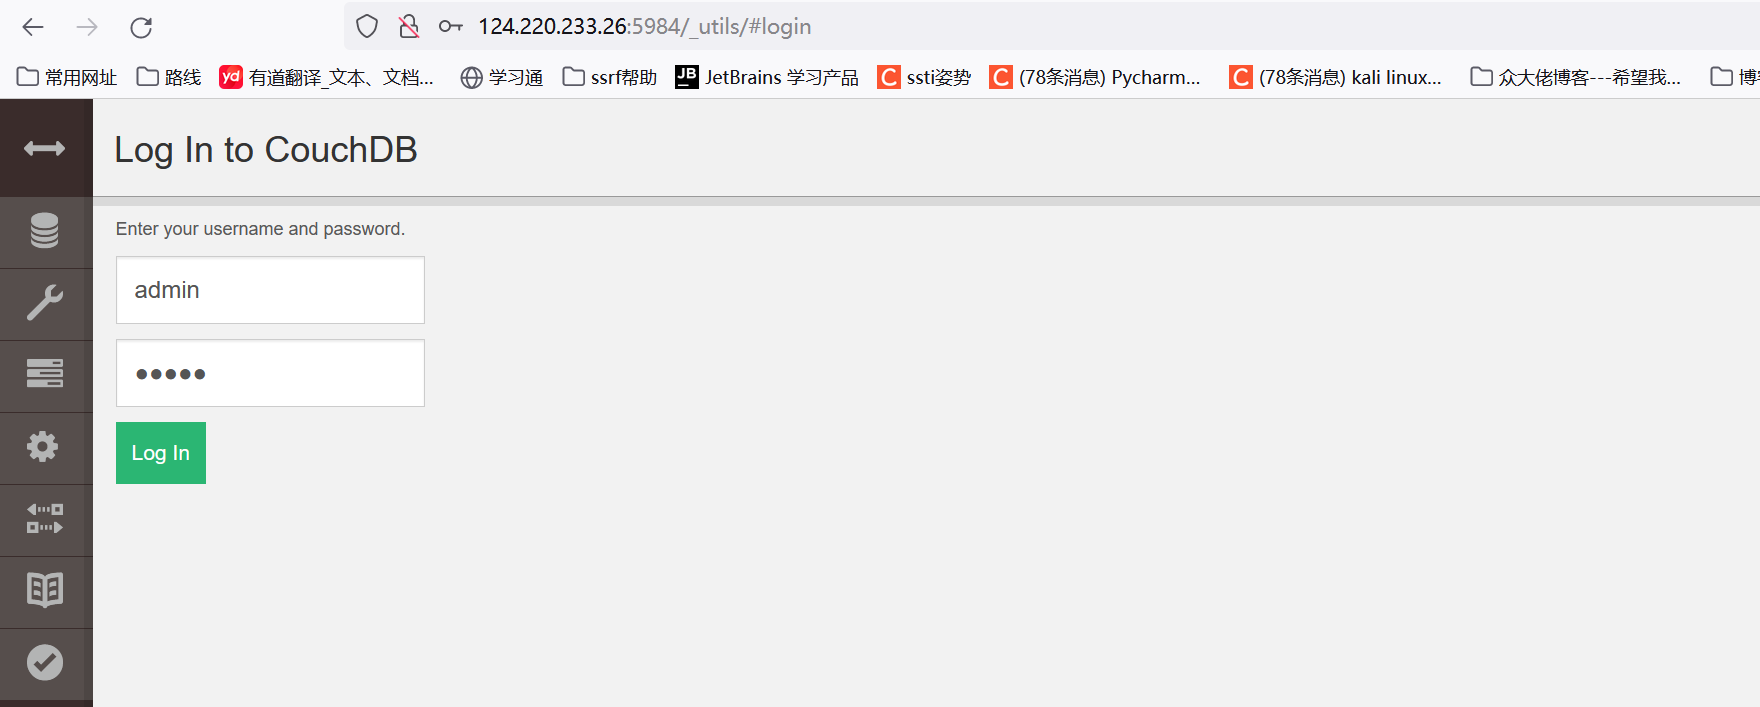 124.220.233.26:5984/_utils/#login
常用网址 路线 yd 有道翻译_文本、文档... 学习通 ssrf帮助 JB JetBrains 学习产品 C ssti姿势 C (78条消息) Pycharm... C (78条消息) kali linux... 众大佬博客---希望我... 博
Log In to CouchDB
Enter your username and password.
admin
•••••
Log In